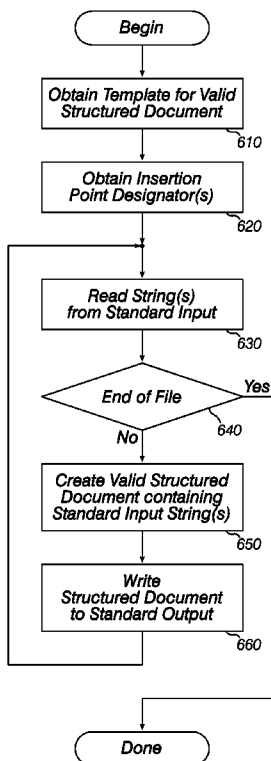 Begin
Obtain Template for Valid
Structured Document
610
Obtain Insertion
Point Designator(s)
620
Read String(s)
from Standard Input
630
End of File
Yes
640
No
Create Valid Structured
Document containing
Standard Input String(s)
650
Write
Structured Document
to Standard Output
660
Done